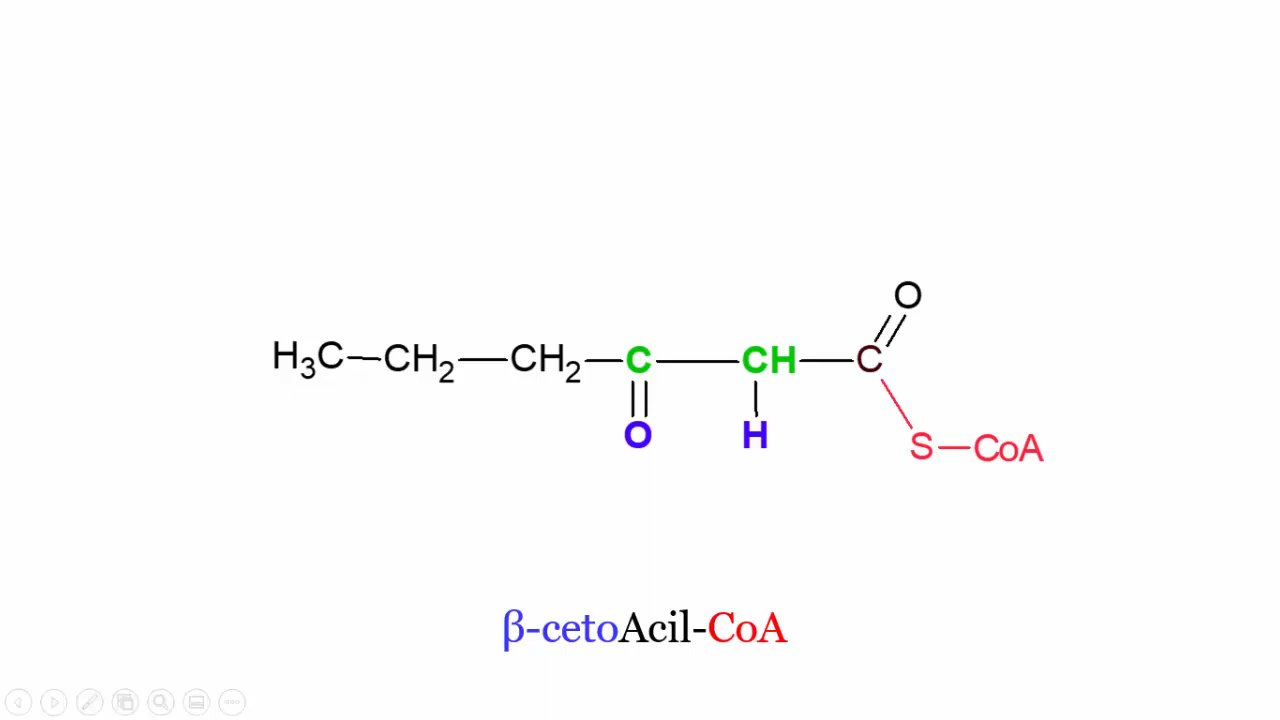 O
H₃C CH₂ CH₂ C CH C
O H S CoA
β-cetoAcil-CoA